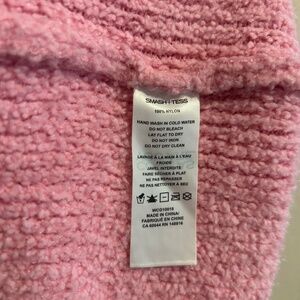 SMASH + TESS
100% NYLON
HAND WASH IN COLD WATER
DO NOT BLEACH
LAY FLAT TO DRY
DO NOT IRON
DO NOT DRY CLEAN
LAVAGE À LA MAIN À L'EAU
FROIDE
JAVEL INTERDITE
FAIRE SÉCHER À PLAT
NE PAS REPASSER
NE PAS NETTOYER À SEC
MADE IN CHINA/
FABRIQUÉ EN CHINE